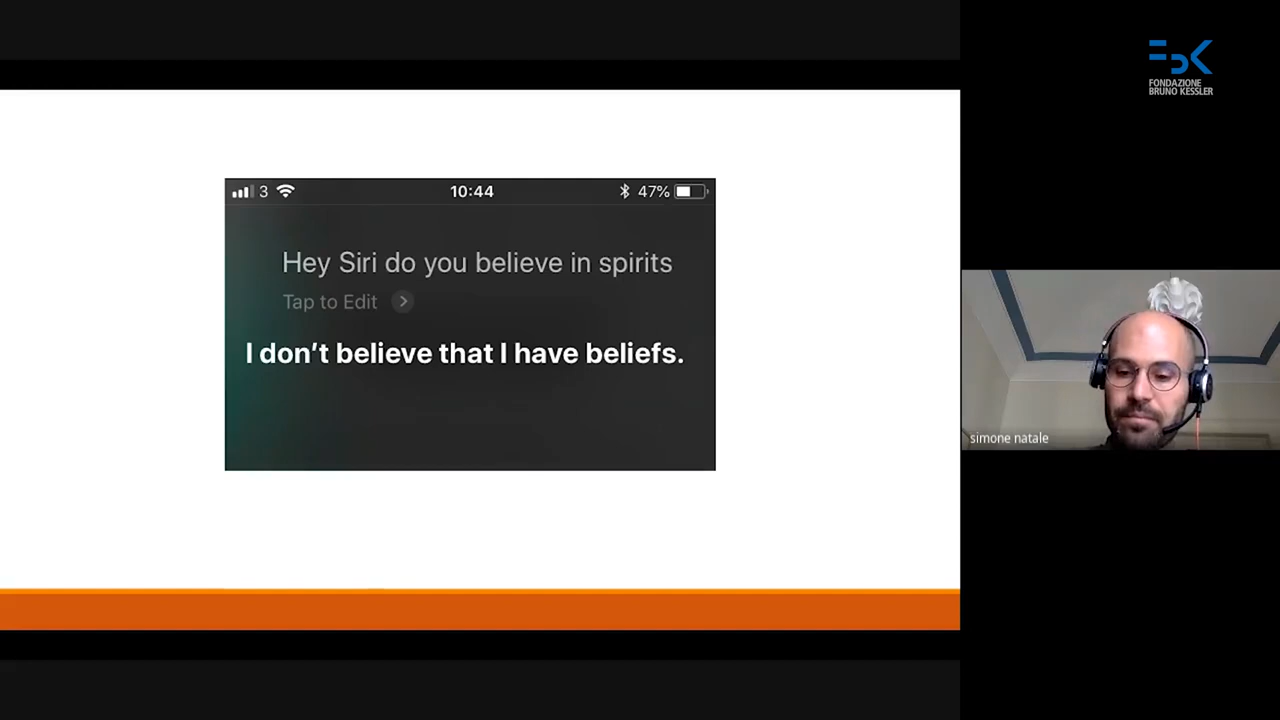 3
10:44
47%
Hey Siri do you believe in spirits
Tap to Edit
I don't believe that I have beliefs.
FONDAZIONE
BRUNO KESSLER
simone natale